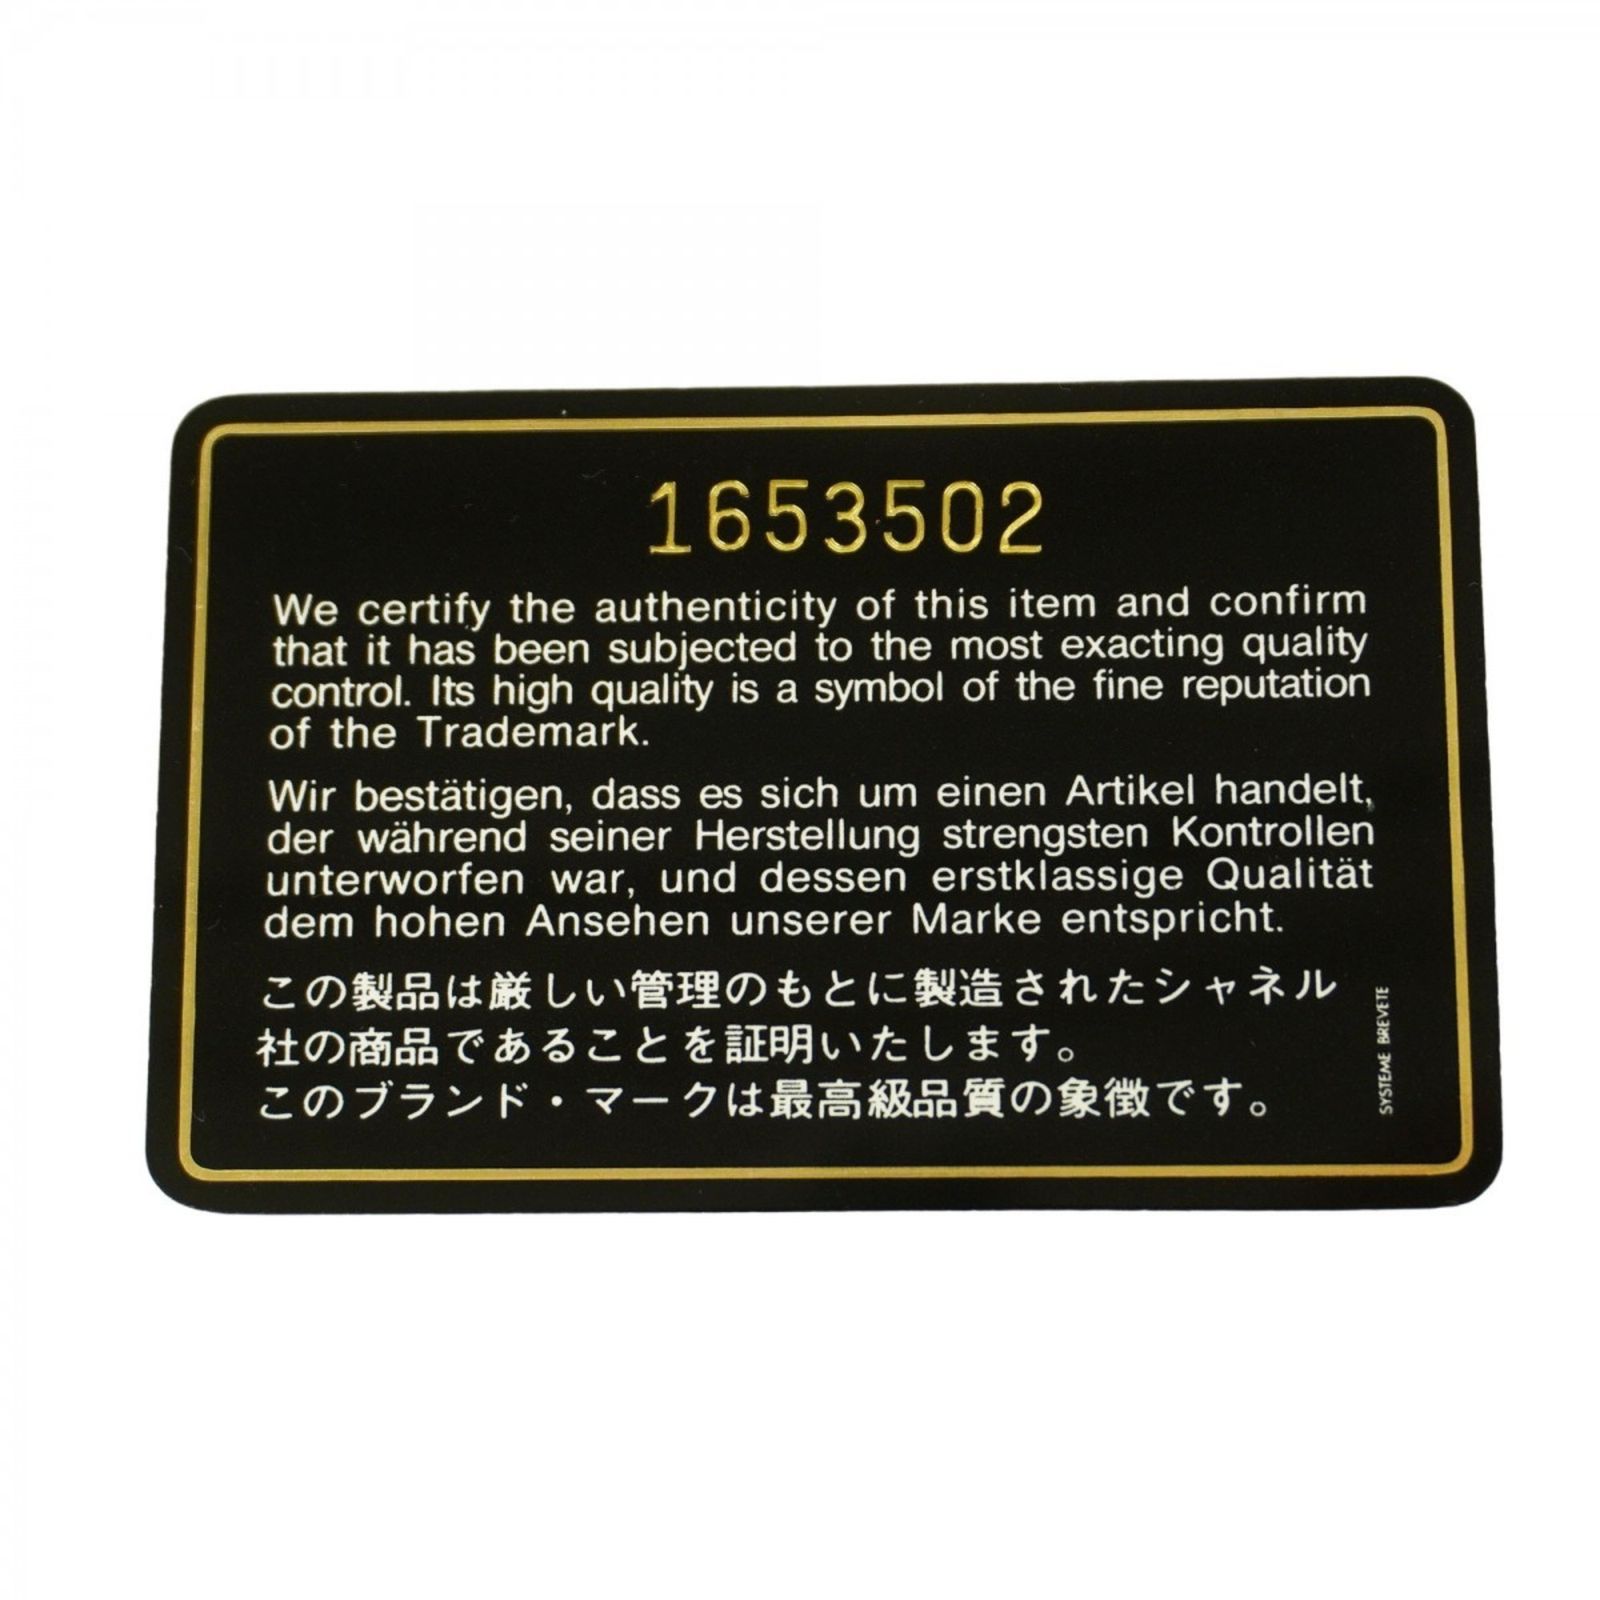 1653502
We certify the authenticity of this item and confirm
that it has been subjected to the most exacting quality
control. Its high quality is a symbol of the fine reputation
of the Trademark.
Wir bestätigen, dass es sich um einen Artikel handelt,
der während seiner Herstellung strengsten Kontrollen
unterworfen war, und dessen erstklassige Qualität
dem hohen Ansehen unserer Marke entspricht.
この製品は厳しい管理のもとに製造されたシャネル
社の商品であることを証明いたします。
このブランド・マークは最高級品質の象徴です。
SYSTEME BREVETE